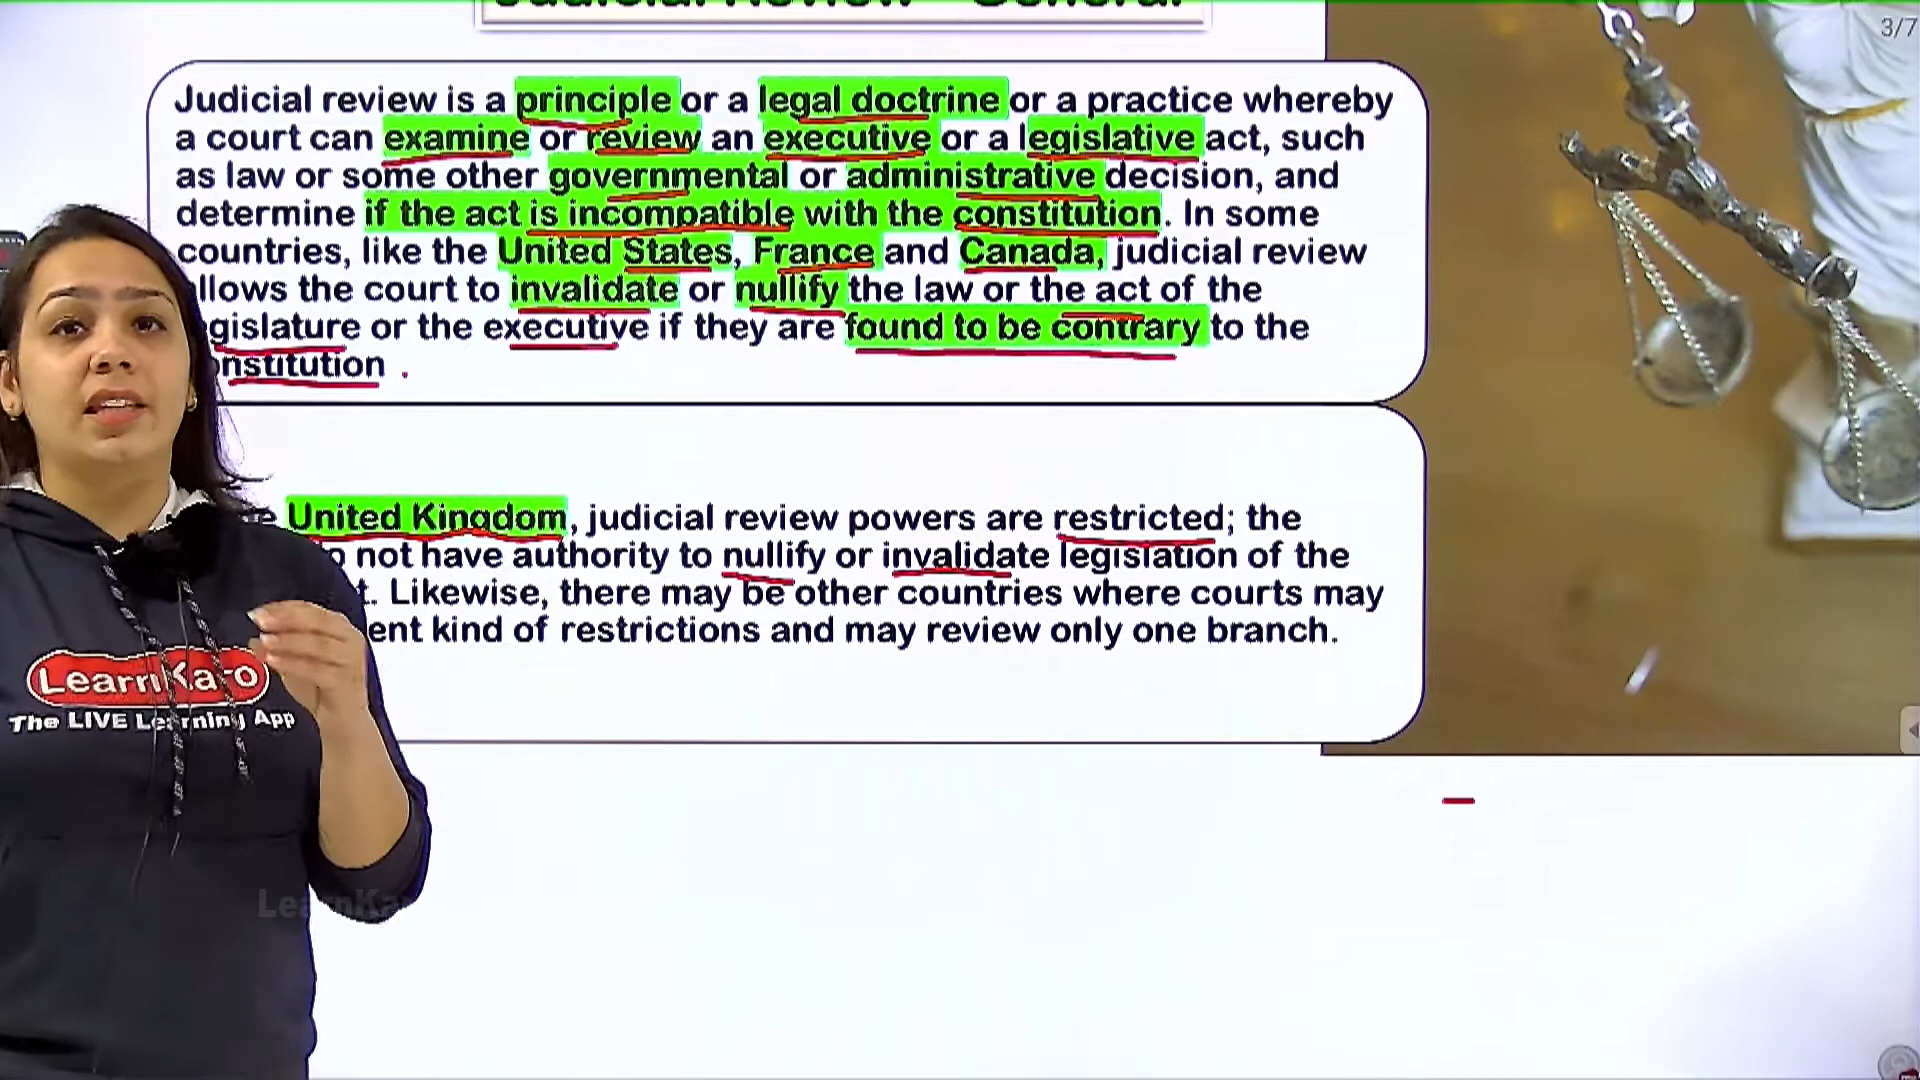 Judicial Review - General
3/7
Judicial review is a principle or a legal doctrine or a practice whereby
a court can examine or review an executive or a legislative act, such
as law or some other governmental or administrative decision, and
determine if the act is incompatible with the constitution. In some
countries, like the United States, France and Canada, judicial review
llows the court to invalidate or nullify the law or the act of the
gislature or the executive if they are found to be contrary to the
nstitution .
United Kingdom, judicial review powers are restricted; the
not have authority to nullify or invalidate legislation of the
t. Likewise, there may be other countries where courts may
ent kind of restrictions and may review only one branch.
LearnKaro
The LIVE Learning App
LearnKa